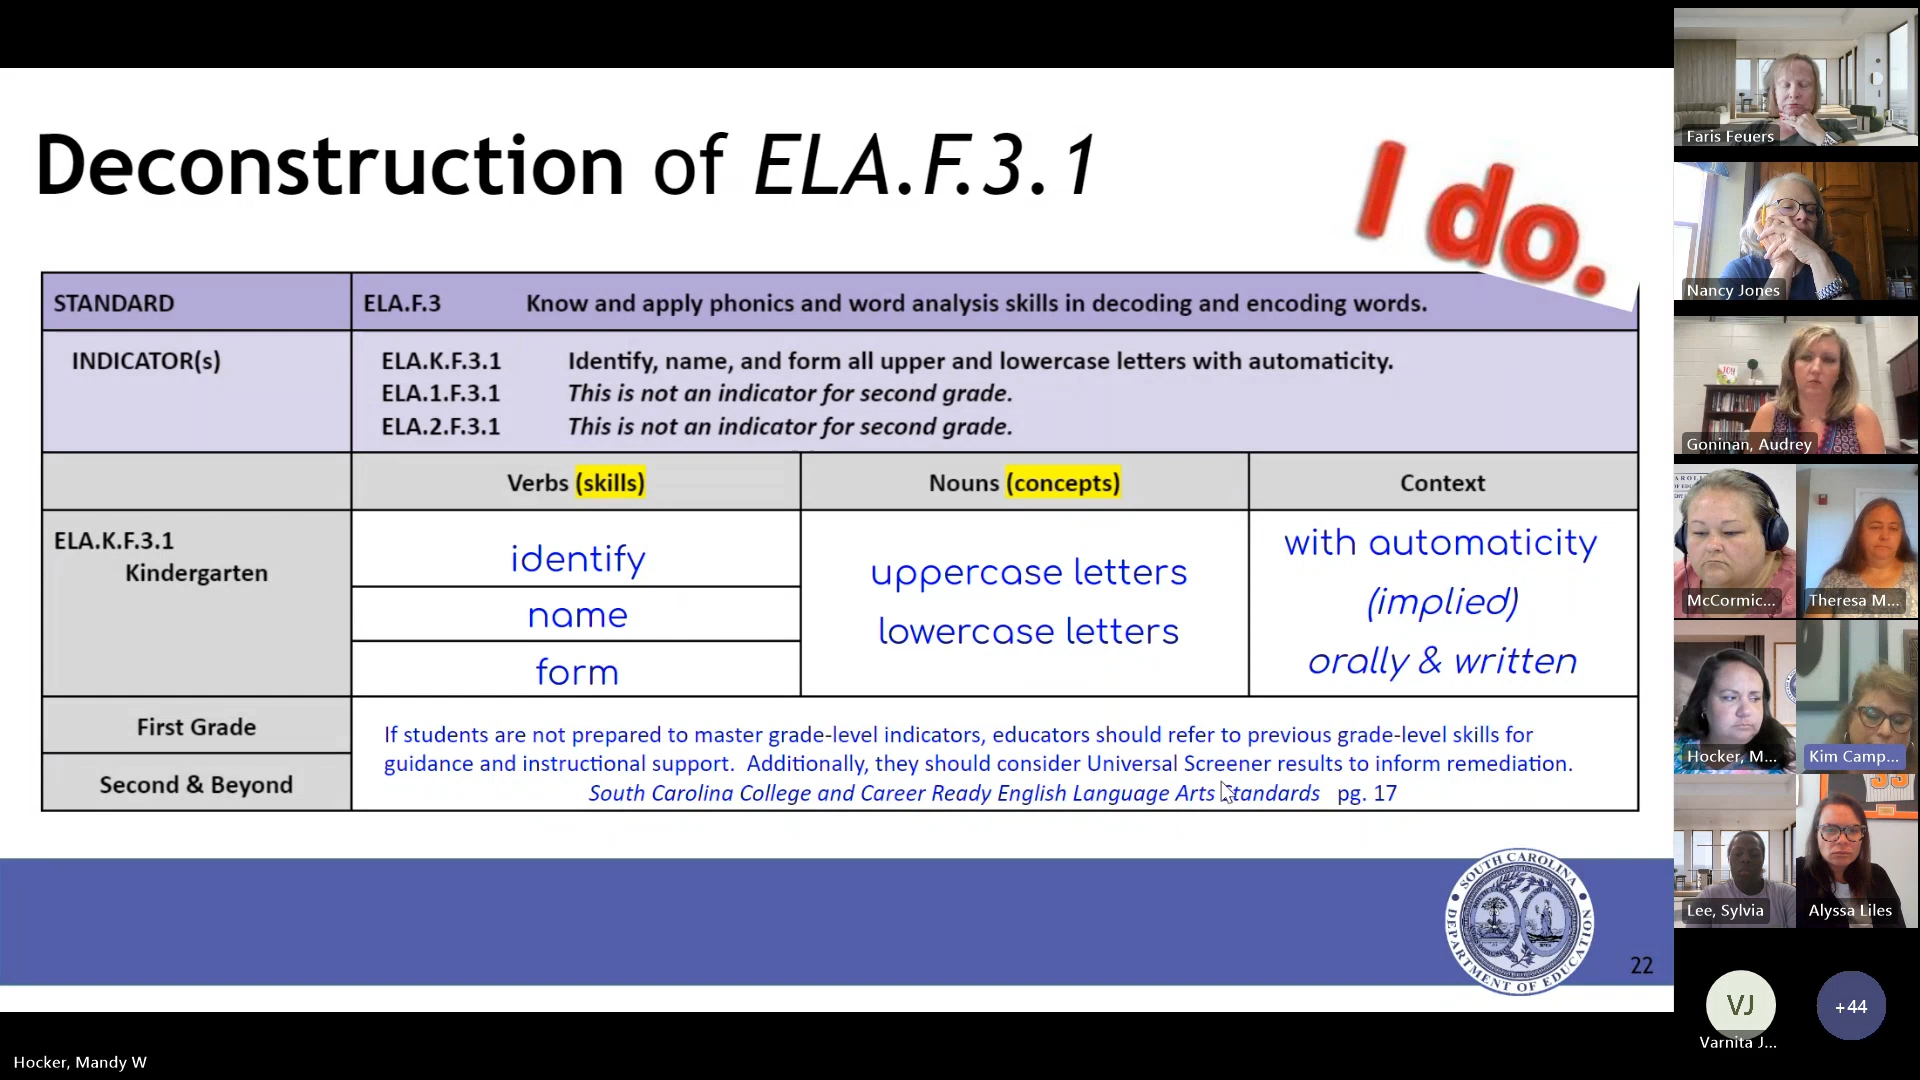 Deconstruction of ELA.F.3.1
I do.
STANDARD ELA.F.3 Know and apply phonics and word analysis skills in decoding and encoding words.
INDICATOR(s) ELA.K.F.3.1 Identify, name, and form all upper and lowercase letters with automaticity.
ELA.1.F.3.1 This is not an indicator for second grade.
ELA.2.F.3.1 This is not an indicator for second grade.
Verbs (skills) Nouns (concepts) Context
ELA.K.F.3.1
Kindergarten
identify
name
form
uppercase letters
lowercase letters
with automaticity
(implied)
orally & written
First Grade
Second & Beyond
If students are not prepared to master grade-level indicators, educators should refer to previous grade-level skills for
guidance and instructional support. Additionally, they should consider Universal Screener results to inform remediation.
South Carolina College and Career Ready English Language Arts Standards pg. 17
SOUTH CAROLINA
DEPARTMENT OF EDUCATION
22
Hocker, Mandy W
Faris Feuers
Nancy Jones
Goninan, Audrey
McCormic...
Theresa M...
Hocker, M...
Kim Camp...
Lee, Sylvia
Alyssa Liles
VJ
Varnita J...
+44